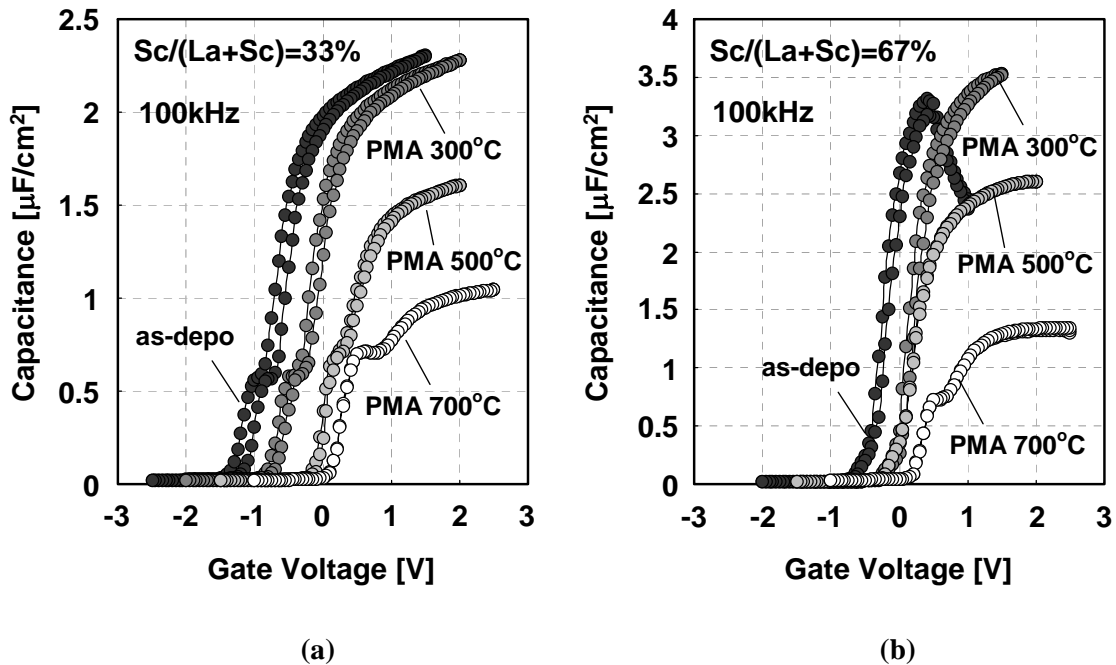 Sc/(La+Sc)=33%
100kHz
PMA 300°C
PMA 500°C
as-depo
PMA 700°C
Capacitance [μF/cm²]
2.5
2
1.5
1
0.5
0
-3 -2 -1 0 1 2 3
Gate Voltage [V]
(a)
Sc/(La+Sc)=67%
100kHz
PMA 300°C
PMA 500°C
as-depo
PMA 700°C
Capacitance [μF/cm²]
4
3.5
3
2.5
2
1.5
1
0.5
0
-3 -2 -1 0 1 2 3
Gate Voltage [V]
(b)